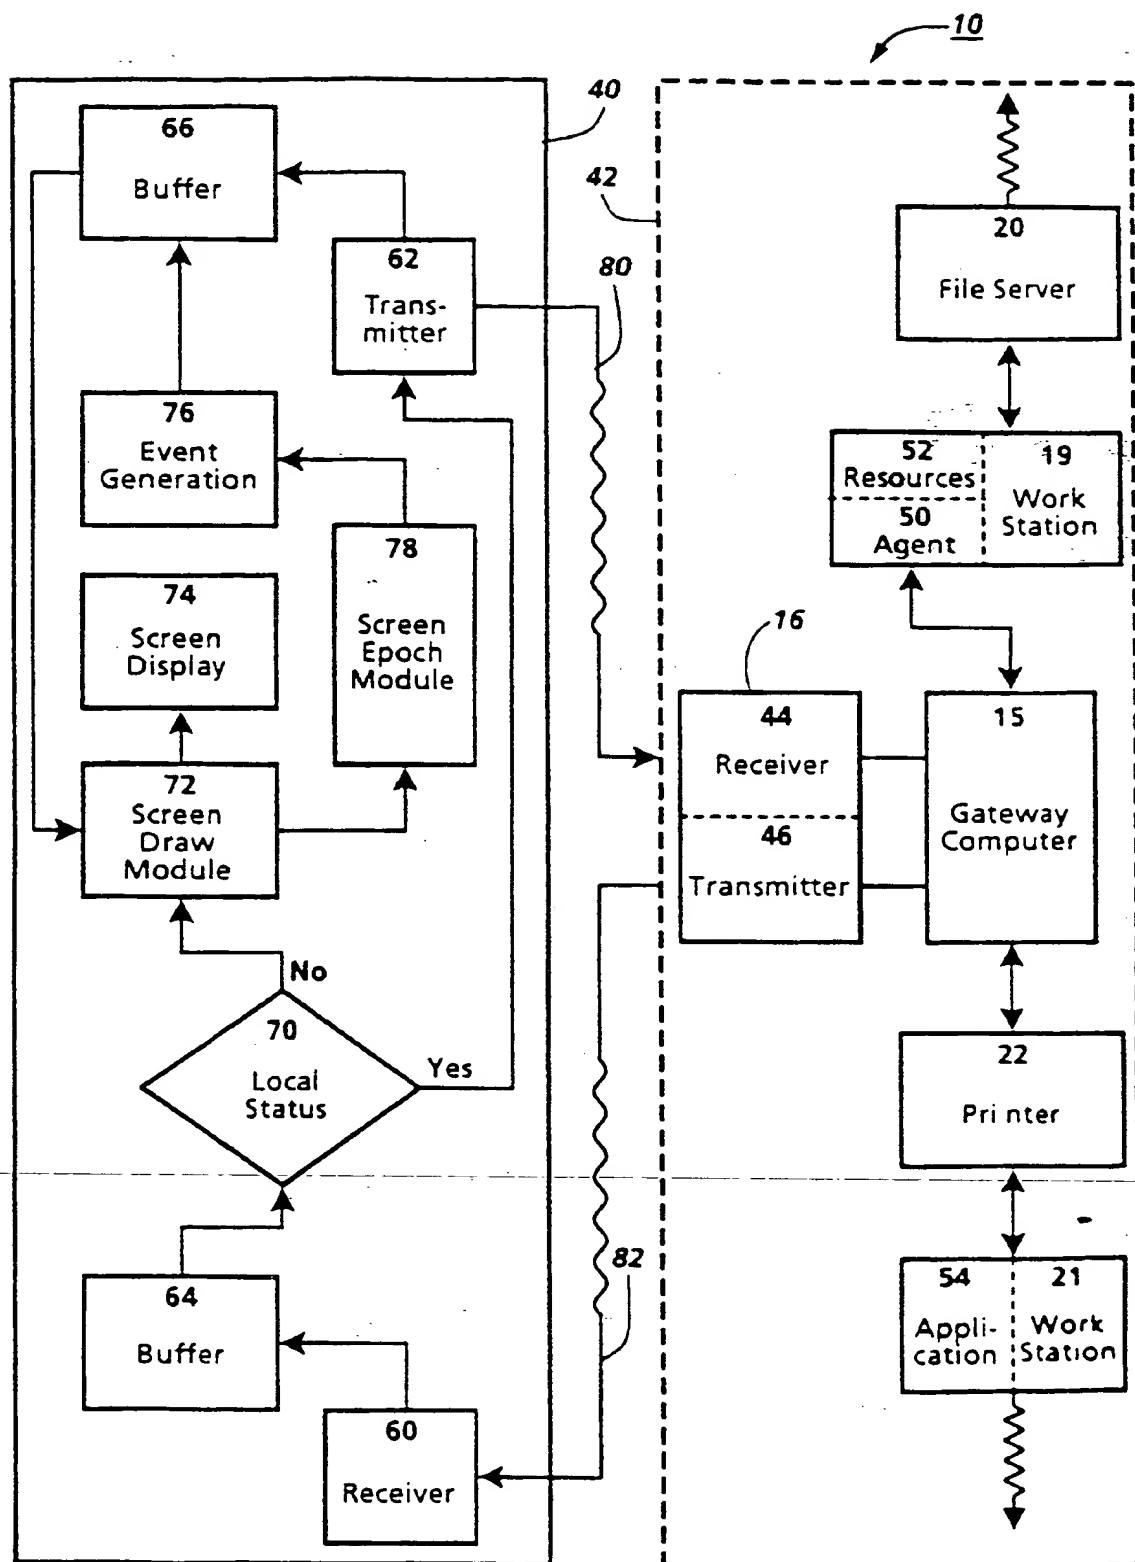 10
40
66
Buffer
42
62
Trans-
mitter
80
20
File Server
76
Event
Generation
52
Resources
50
Agent
19
Work
Station
78
Screen
Epoch
Module
74
Screen
Display
16
44
Receiver
46
Transmitter
15
Gateway
Computer
72
Screen
Draw
Module
No
70
Local
Status
Yes
22
Printer
82
64
Buffer
54
Appli-
cation
21
Work
Station
60
Receiver